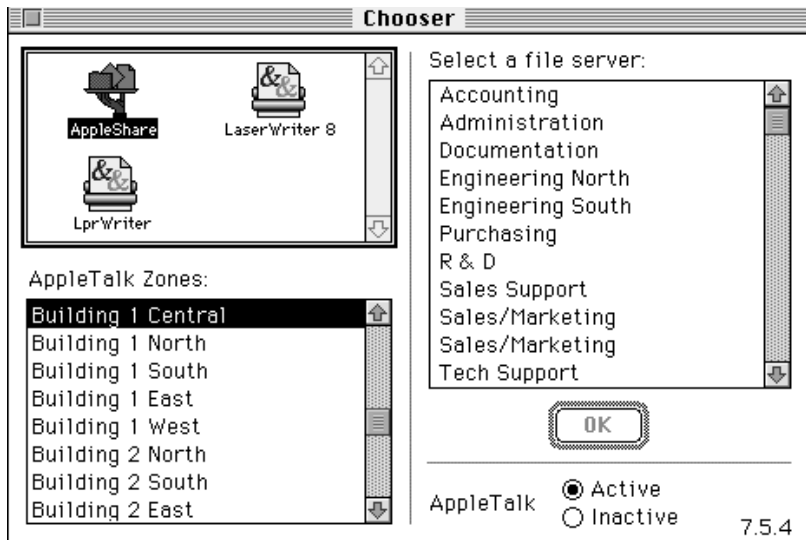 Chooser
AppleShare
LaserWriter 8
LprWriter
AppleTalk Zones:
Building 1 Central
Building 1 North
Building 1 South
Building 1 East
Building 1 West
Building 2 North
Building 2 South
Building 2 East
Select a file server:
Accounting
Administration
Documentation
Engineering North
Engineering South
Purchasing
R & D
Sales Support
Sales/Marketing
Sales/Marketing
Tech Support
OK
AppleTalk
Active
Inactive
7.5.4